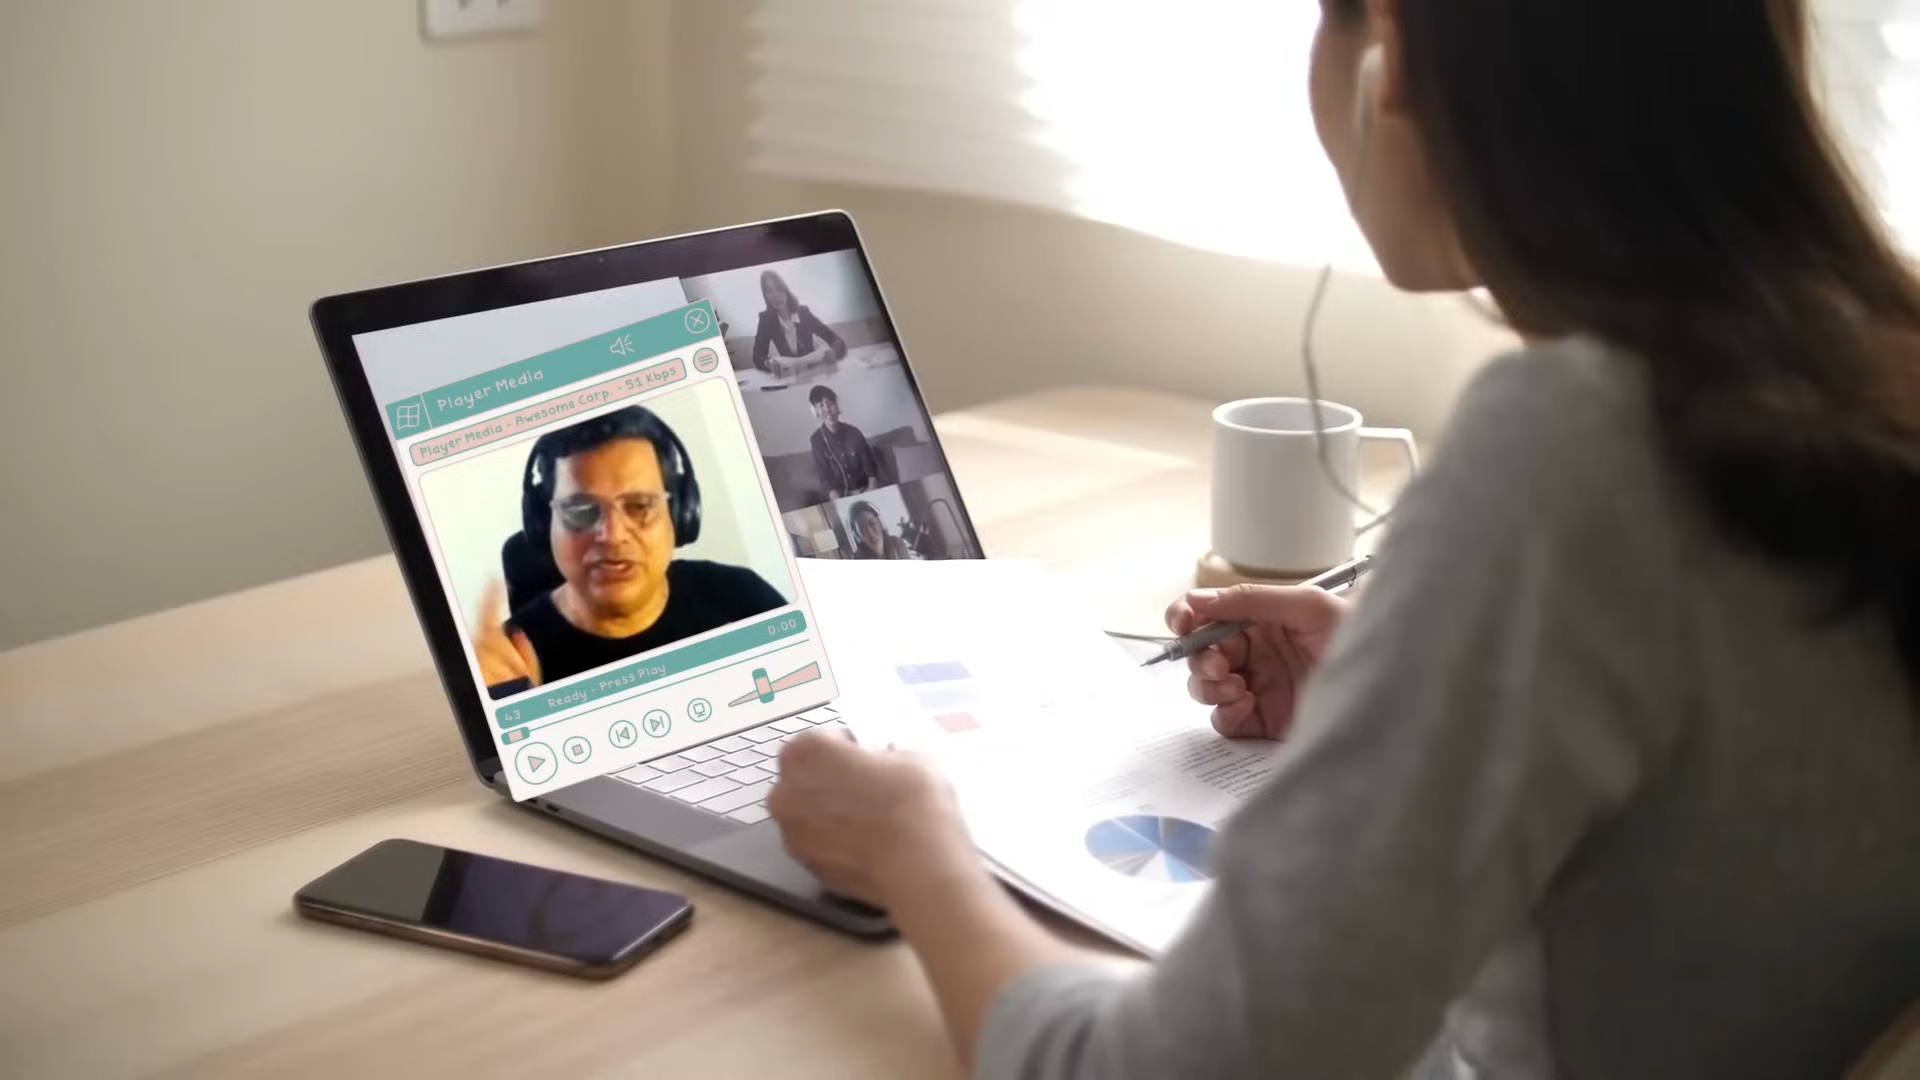 Player Media
Player Media - Awesome Corp. - 51 Kbps
43 Ready - Press Play 0:00